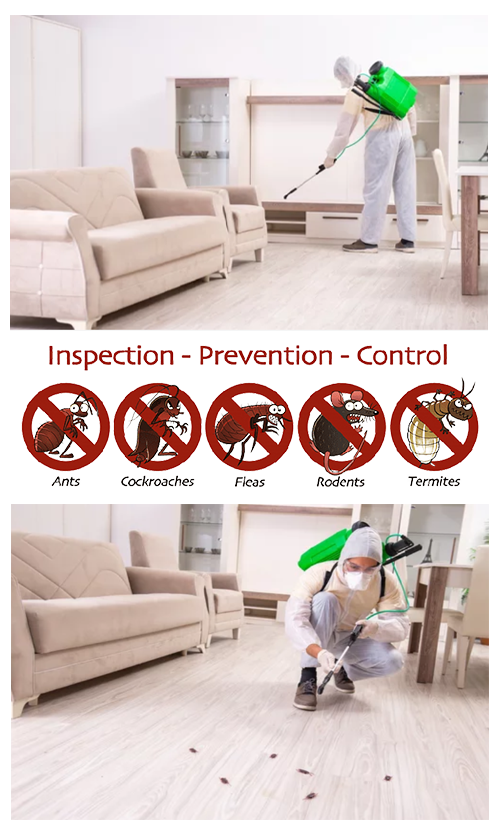 Inspection - Prevention - Control
Ants Cockroaches Fleas Rodents Termites